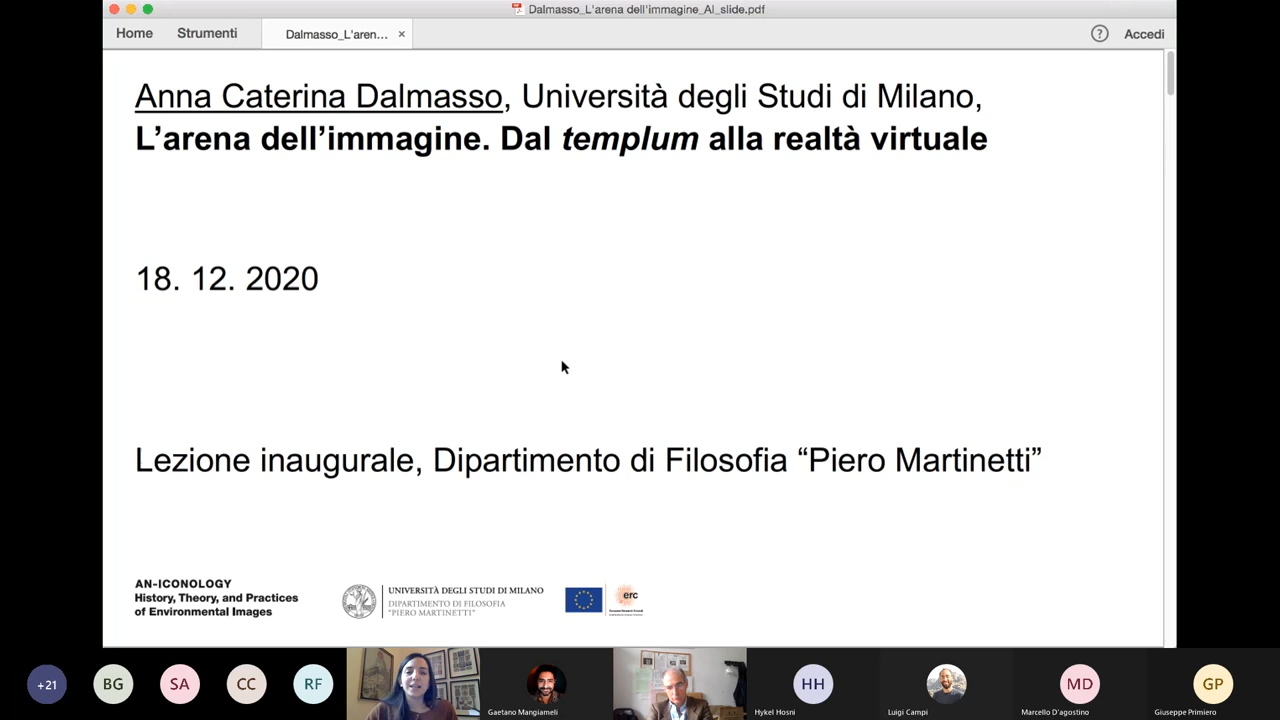 Dalmasso_L'arena dell'immagine_AI_slide.pdf
Home
Strumenti
Dalmasso_L'aren...
×
?
Accedi
Anna Caterina Dalmasso, Università degli Studi di Milano,
L’arena dell’immagine. Dal templum alla realtà virtuale
18. 12. 2020
Lezione inaugurale, Dipartimento di Filosofia “Piero Martinetti”
AN-ICONOLOGY
History, Theory, and Practices
of Environmental Images
UNIVERSITÀ DEGLI STUDI DI MILANO
DIPARTIMENTO DI FILOSOFIA
"PIERO MARTINETTI"
erc
+21
BG
SA
CC
RF
Gaetano Mangiameli
HH
Hykel Hosni
Luigi Campi
MD
Marcello D'agostino
GP
Giuseppe Primiero